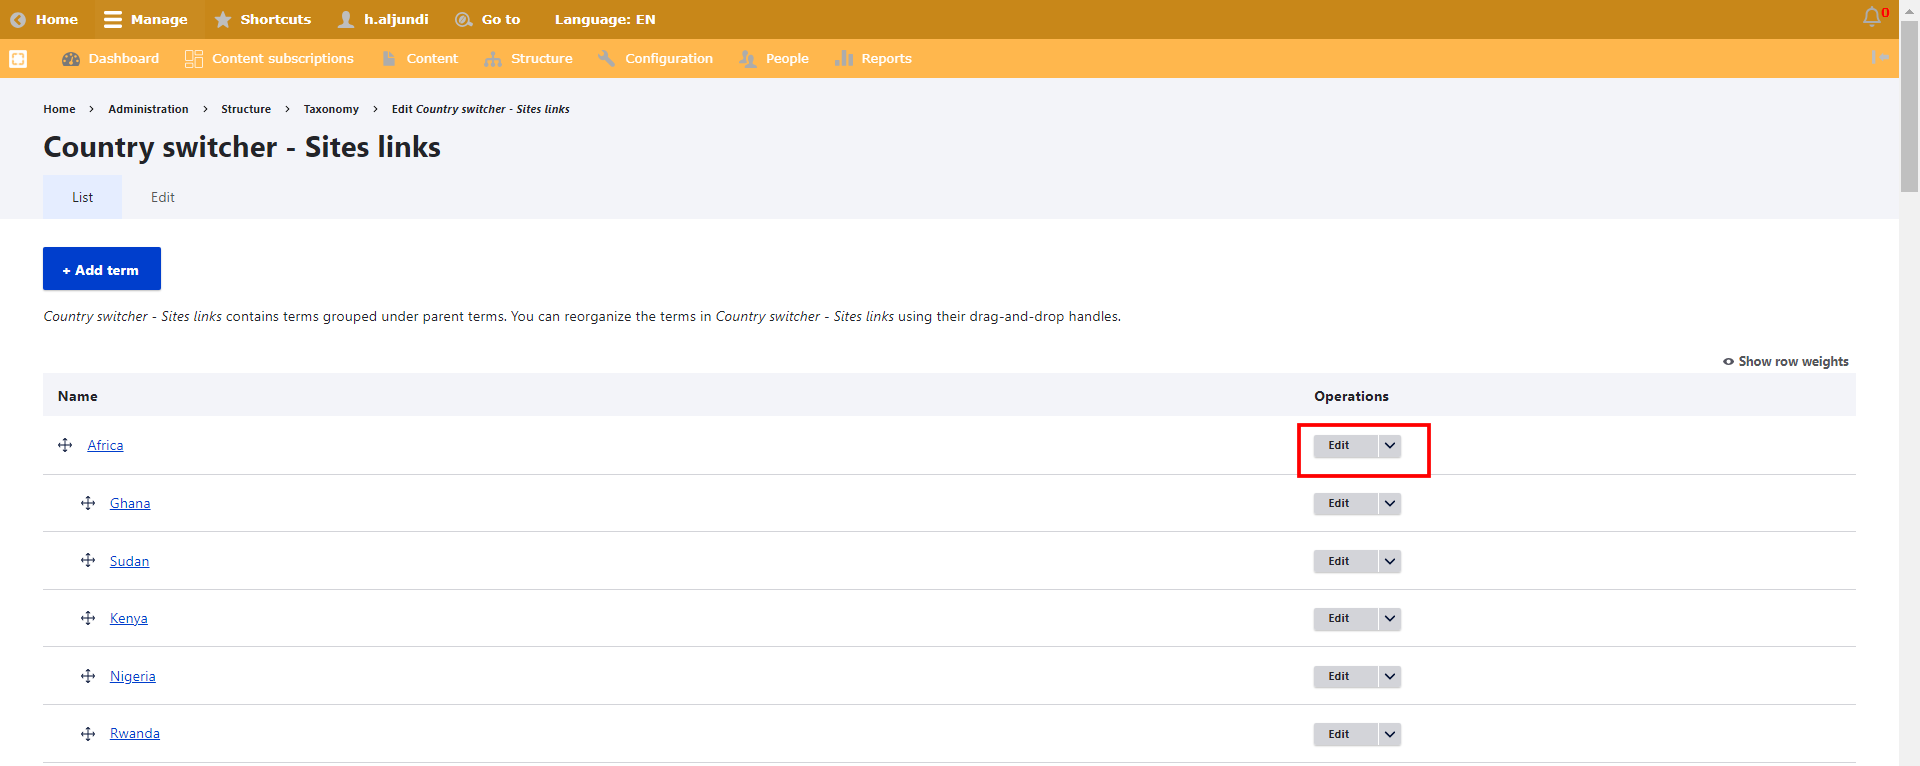 Home Manage Shortcuts h.aljundi Go to Language: EN 0
Dashboard Content subscriptions Content Structure Configuration People Reports
Home > Administration > Structure > Taxonomy > Edit Country switcher - Sites links
Country switcher - Sites links
List Edit
+ Add term
Country switcher - Sites links contains terms grouped under parent terms. You can reorganize the terms in Country switcher - Sites links using their drag-and-drop handles.
Show row weights
Name Operations
Africa Edit
Ghana Edit
Sudan Edit
Kenya Edit
Nigeria Edit
Rwanda Edit